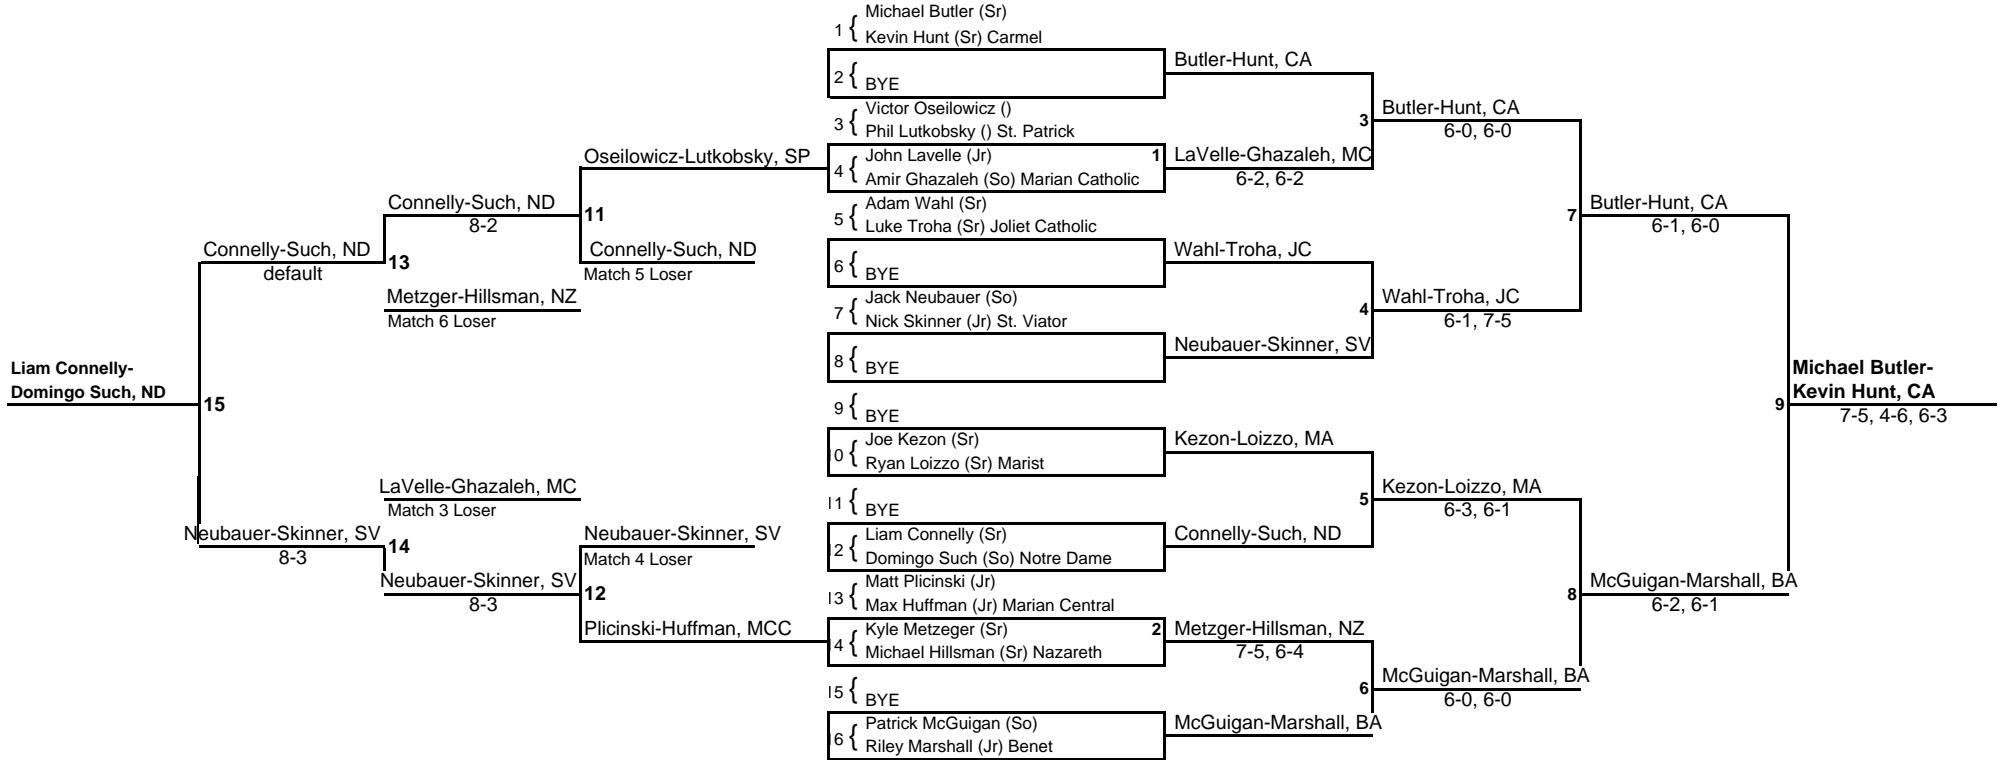 Michael Butler (Sr)
1 {
Kevin Hunt (Sr) Carmel
Butler-Hunt, CA
2 { BYE
Victor Oseilowicz ()
3 {
Phil Lutkobsky () St. Patrick
3
Butler-Hunt, CA
6-0, 6-0
Oseilowicz-Lutkobsky, SP
4 {
John Lavelle (Jr)
Amir Ghazaleh (So) Marian Catholic
1
LaVelle-Ghazaleh, MC
6-2, 6-2
Connelly-Such, ND
8-2
11
Adam Wahl (Sr)
5 {
Luke Troha (Sr) Joliet Catholic
7
Butler-Hunt, CA
6-1, 6-0
Connelly-Such, ND
default
13
Connelly-Such, ND
Match 5 Loser
6 { BYE
Wahl-Troha, JC
Metzger-Hillsman, NZ
Match 6 Loser
Jack Neubauer (So)
7 {
Nick Skinner (Jr) St. Viator
4
Wahl-Troha, JC
6-1, 7-5
8 { BYE
Neubauer-Skinner, SV
Liam Connelly-
Domingo Such, ND
15
9 { BYE
9
Michael Butler-
Kevin Hunt, CA
7-5, 4-6, 6-3
10 {
Joe Kezon (Sr)
Ryan Loizzo (Sr) Marist
Kezon-Loizzo, MA
LaVelle-Ghazaleh, MC
Match 3 Loser
11 { BYE
5
Kezon-Loizzo, MA
6-3, 6-1
Neubauer-Skinner, SV
8-3
14
Neubauer-Skinner, SV
Match 4 Loser
12 {
Liam Connelly (Sr)
Domingo Such (So) Notre Dame
Connelly-Such, ND
Neubauer-Skinner, SV
8-3
12
Matt Plicinski (Jr)
13 {
Max Huffman (Jr) Marian Central
8
McGuigan-Marshall, BA
6-2, 6-1
Plicinski-Huffman, MCC
14 {
Kyle Metzeger (Sr)
Michael Hillsman (Sr) Nazareth
2
Metzger-Hillsman, NZ
7-5, 6-4
15 { BYE
6
McGuigan-Marshall, BA
6-0, 6-0
16 {
Patrick McGuigan (So)
Riley Marshall (Jr) Benet
McGuigan-Marshall, BA